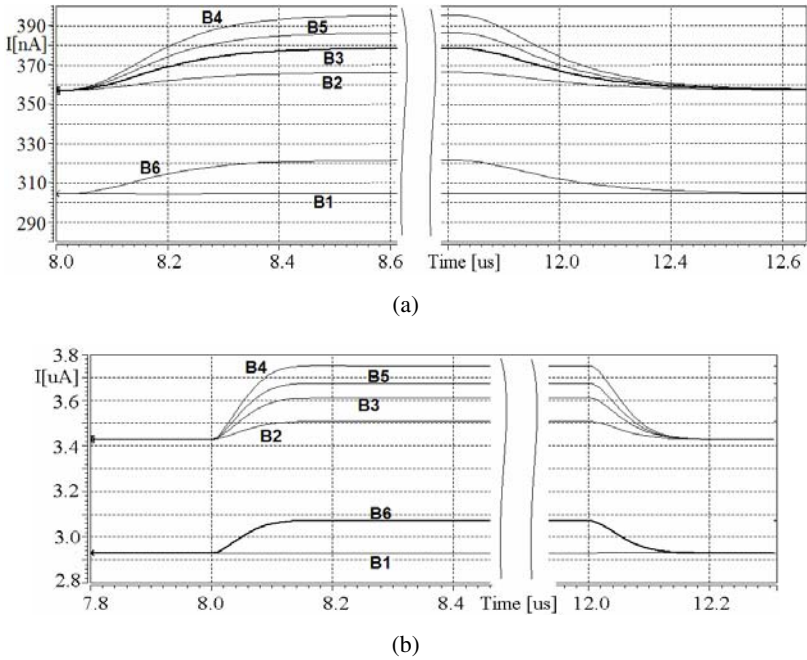 390
I[nA]
370
350
330
310
290
B4
B5
B3
B2
B6
B1
8.0 8.2 8.4 8.6 Time [us] 12.0 12.4 12.6
(a)
3.8
I[uA]
3.6
3.4
3.2
3.0
2.8
B4
B5
B3
B2
B6
B1
7.8 8.0 8.2 8.4 Time [us] 12.0 12.2
(b)